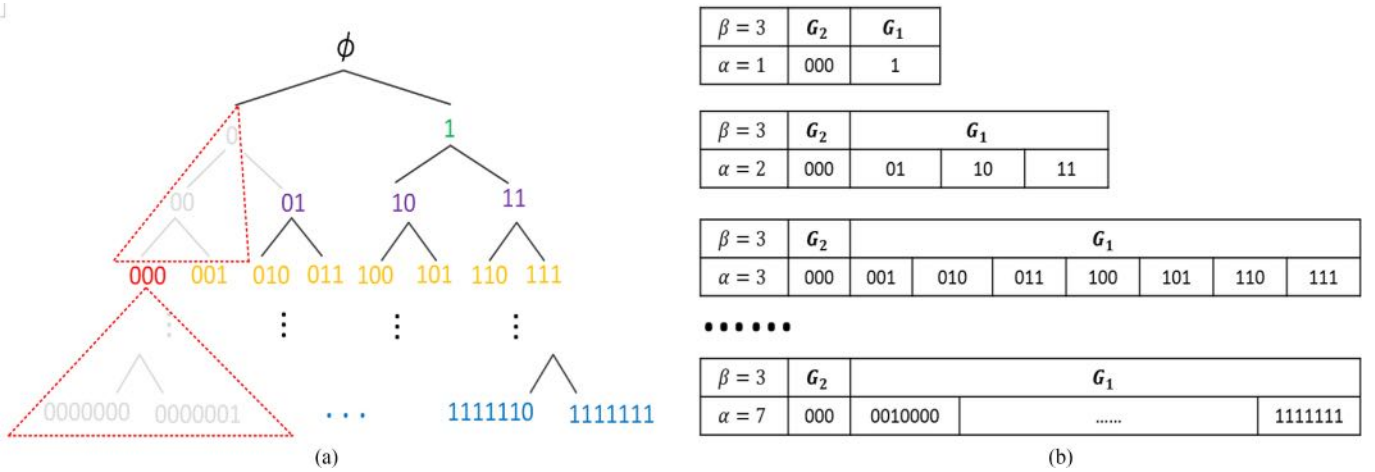 ϕ
0 1
00 01 10 11
000 001 010 011 100 101 110 111
⋮ ⋮ ⋮ ⋮
0000000 0000001 ... 1111110 1111111
(a)
β = 3 G₂ G₁
α = 1 000 1
β = 3 G₂ G₁
α = 2 000 01 10 11
β = 3 G₂ G₁
α = 3 000 001 010 011 100 101 110 111
......
β = 3 G₂ G₁
α = 7 000 0010000 ...... 1111111
(b)